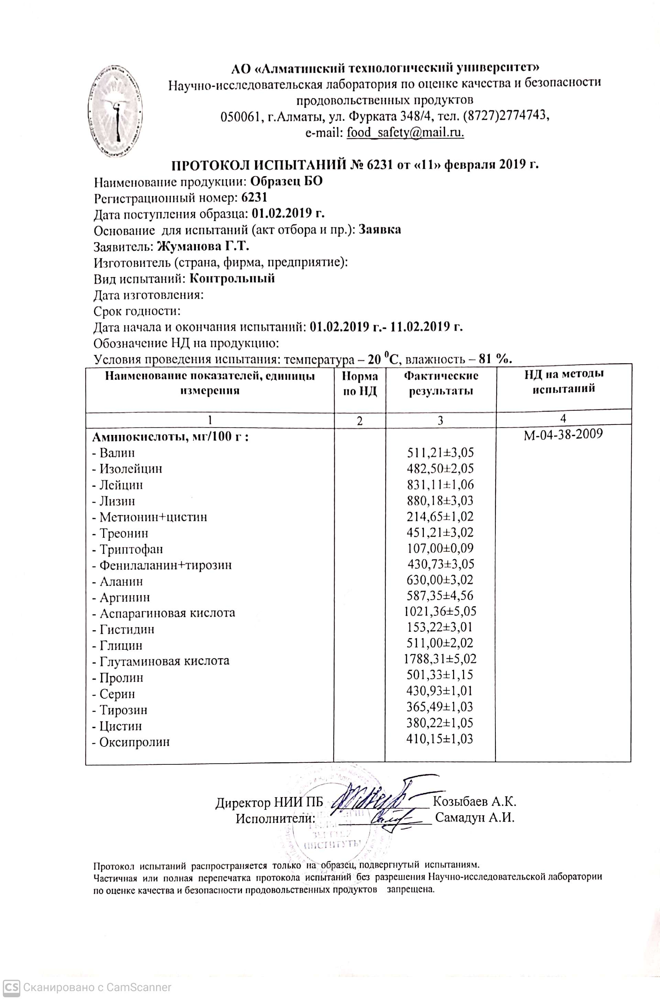 АО «Алматинский технологический университет»
Научно-исследовательская лаборатория по оценке качества и безопасности
продовольственных продуктов
050061, г.Алматы, ул. Фурката 348/4, тел. (8727)2774743,
e-mail: food_safety@mail.ru.
ПРОТОКОЛ ИСПЫТАНИЙ № 6231 от «11» февраля 2019 г.
Наименование продукции: Образец БО
Регистрационный номер: 6231
Дата поступления образца: 01.02.2019 г.
Основание для испытаний (акт отбора и пр.): Заявка
Заявитель: Жуманова Г.Т.
Изготовитель (страна, фирма, предприятие):
Вид испытаний: Контрольный
Дата изготовления:
Срок годности:
Дата начала и окончания испытаний: 01.02.2019 г.- 11.02.2019 г.
Обозначение НД на продукцию:
Условия проведения испытания: температура – 20 ⁰С, влажность – 81 %.
Наименование показателей, единицы измерения | Норма по НД | Фактические результаты | НД на методы испытаний
1 2 3 4
Аминокислоты, мг/100 г : М-04-38-2009
- Валин 511,21±3,05
- Изолейцин 482,50±2,05
- Лейцин 831,11±1,06
- Лизин 880,18±3,03
- Метионин+цистин 214,65±1,02
- Треонин 451,21±3,02
- Триптофан 107,00±0,09
- Фенилаланин+тирозин 430,73±3,05
- Аланин 630,00±3,02
- Аргинин 587,35±4,56
- Аспарагиновая кислота 1021,36±5,05
- Гистидин 153,22±3,01
- Глицин 511,00±2,02
- Глутаминовая кислота 1788,31±5,02
- Пролин 501,33±1,15
- Серин 430,93±1,01
- Тирозин 365,49±1,03
- Цистин 380,22±1,05
- Оксипролин 410,15±1,03
Директор НИИ ПБ Козыбаев А.К.
Исполнители: Самадун А.И.
ИНСТИТУТЫ
Протокол испытаний распространяется только на образец, подвергнутый испытаниям.
Частичная или полная перепечатка протокола испытаний без разрешения Научно-исследовательской лаборатории
по оценке качества и безопасности продовольственных продуктов запрещена.
CS Сканировано с CamScanner